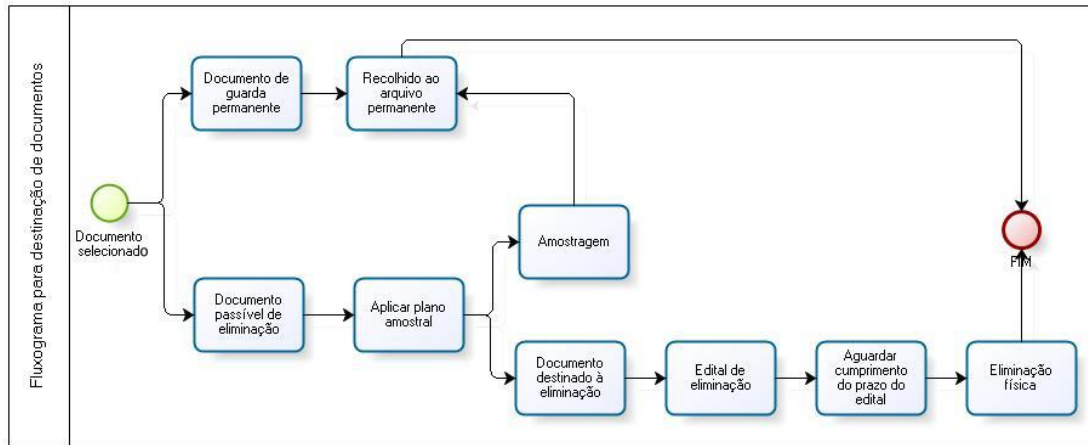 Fluxograma para destinação de documentos
Documento
selecionado
Documento de
guarda
permanente
Recolhido ao
arquivo
permanente
Amostragem
FIM
Documento
passível de
eliminação
Aplicar plano
amostral
Documento
destinado à
eliminação
Edital de
eliminação
Aguardar
cumprimento
do prazo do
edital
Eliminação
física